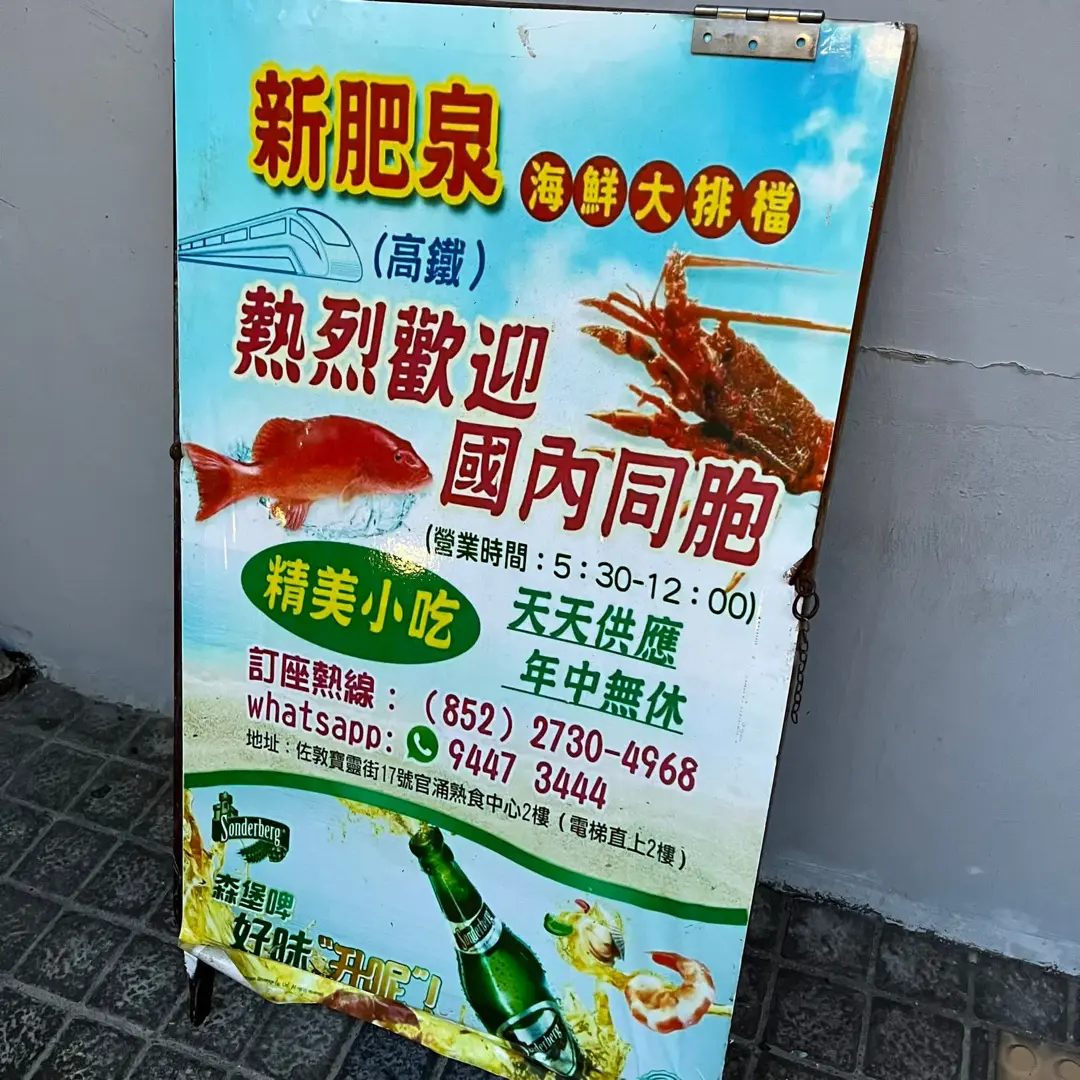 新肥泉
海鮮大排檔
(高鐵)
熱烈歡迎
國內同胞
(營業時間：5：30-12：00)
精美小吃
天天供應
年中無休
訂座熱線：(852) 2730-4968
whatsapp: 9447 3444
地址：佐敦寶靈街17號官涌熟食中心2樓（電梯直上2樓）
Sonderberg
森堡啤
好味"升呢"!
Sonderberg
Sonderberg